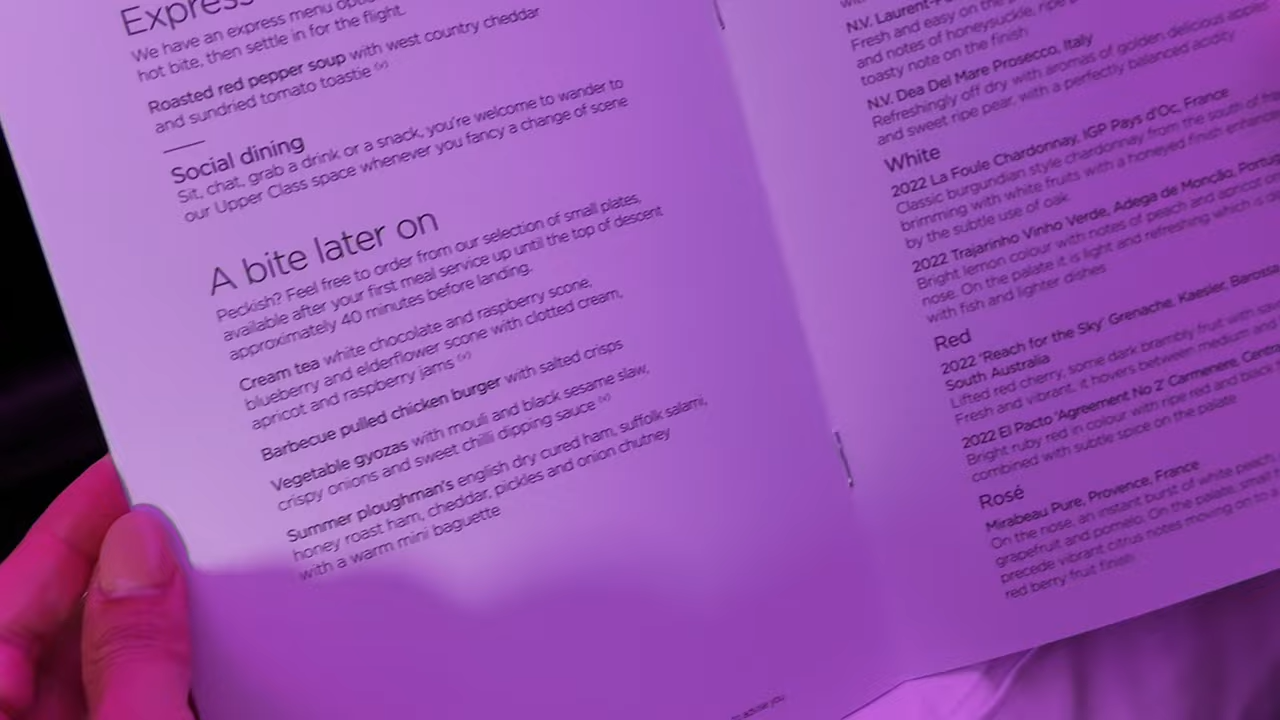 Express
We have an express menu
hot bite, then settle in for the flight.
Roasted red pepper soup with west country cheddar
and sundried tomato toastie (v)
Social dining
Sit, chat, grab a drink or a snack, you're welcome to wander to
our Upper Class space whenever you fancy a change of scene
A bite later on
Peckish? Feel free to order from our selection of small plates,
available after your first meal service up until the top of descent
approximately 40 minutes before landing.
Cream tea white chocolate and raspberry scone,
blueberry and elderflower scone with clotted cream,
apricot and raspberry jams (v)
Barbecue pulled chicken burger with salted crisps
Vegetable gyozas with mouli and black sesame slaw,
crispy onions and sweet chilli dipping sauce (v)
Summer ploughman's english dry cured ham, suffolk salami,
honey roast ham, cheddar, pickles and onion chutney
with a warm mini baguette
to advise you
N.V. Laurent-
Fresh and easy on the
and notes of honeysuckle, ripe
toasty note on the finish
N.V. Dea Del Mare Prosecco, Italy
Refreshingly off dry with aromas of golden delicious apples
and sweet ripe pear, with a perfectly balanced acidity
White
2022 La Foule Chardonnay, IGP Pays d'Oc, France
Classic burgundian style chardonnay from the south of
brimming with white fruits with a honeyed finish
by the subtle use of oak
2022 Trajarinho Vinho Verde, Adega de Monção,
Bright lemon colour with notes of peach and apricot on
nose. On the palate it is light and refreshing which is
with fish and lighter dishes
Red
2022 'Reach for the Sky' Grenache, Kaesler, Barossa
South Australia
Lifted red cherry, some dark brambly fruit with
Fresh and vibrant, it hovers between medium and
2022 El Pacto 'Agreement No 2' Carmenere,
Bright ruby red in colour with ripe red and black
combined with subtle spice on the palate
Rosé
Mirabeau Pure, Provence, France
On the nose, an instant burst of white peach
grapefruit and pomelo. On the palate, small
precede vibrant citrus notes moving on to a
red berry fruit finish